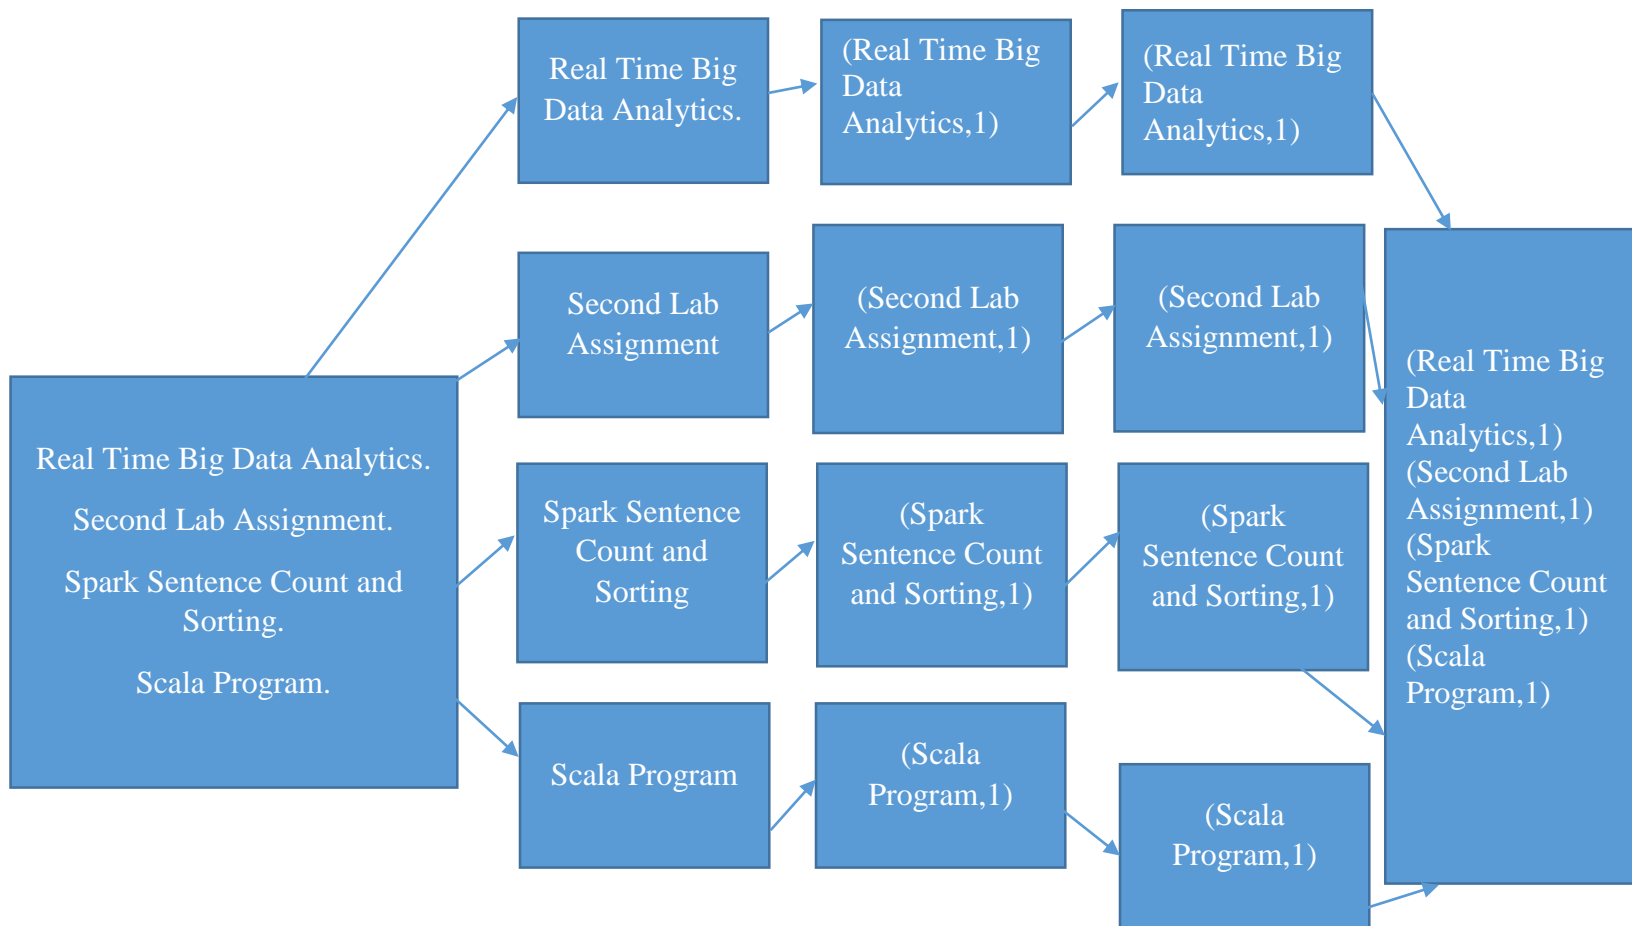 Real Time Big Data Analytics.
Second Lab Assignment.
Spark Sentence Count and
Sorting.
Scala Program.
Real Time Big
Data Analytics.
(Real Time Big
Data
Analytics,1)
(Real Time Big
Data
Analytics,1)
Second Lab
Assignment
(Second Lab
Assignment,1)
(Second Lab
Assignment,1)
Spark Sentence
Count and
Sorting
(Spark
Sentence Count
and Sorting,1)
(Spark
Sentence Count
and Sorting,1)
Scala Program
(Scala
Program,1)
(Scala
Program,1)
(Real Time Big
Data
Analytics,1)
(Second Lab
Assignment,1)
(Spark
Sentence Count
and Sorting,1)
(Scala
Program,1)